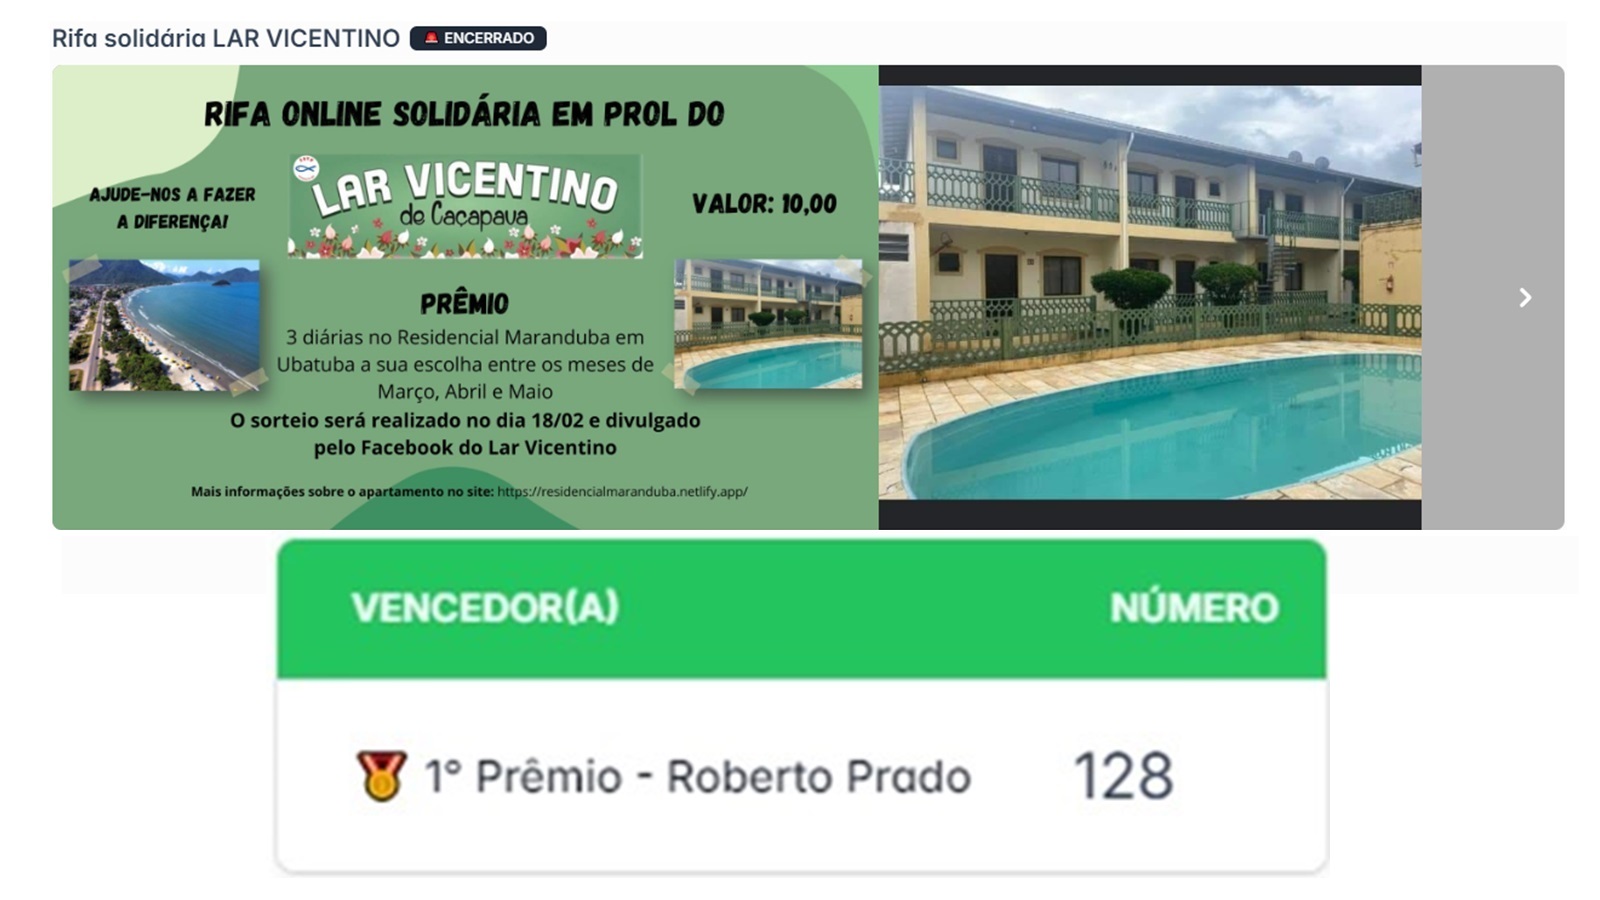 Rifa solidária LAR VICENTINO
ENCERRADO
RIFA ONLINE SOLIDÁRIA EM PROL DO
AJUDE-NOS A FAZER
A DIFERENÇA!
LAR VICENTINO
de Caçapava
VALOR: 10,00
PRÊMIO
3 diárias no Residencial Maranduba em
Ubatuba a sua escolha entre os meses de
Março, Abril e Maio
O sorteio será realizado no dia 18/02 e divulgado
pelo Facebook do Lar Vicentino
Mais informações sobre o apartamento no site: https://residencialmaranduba.netlify.app/
VENCEDOR(A) NÚMERO
1° Prêmio - Roberto Prado 128